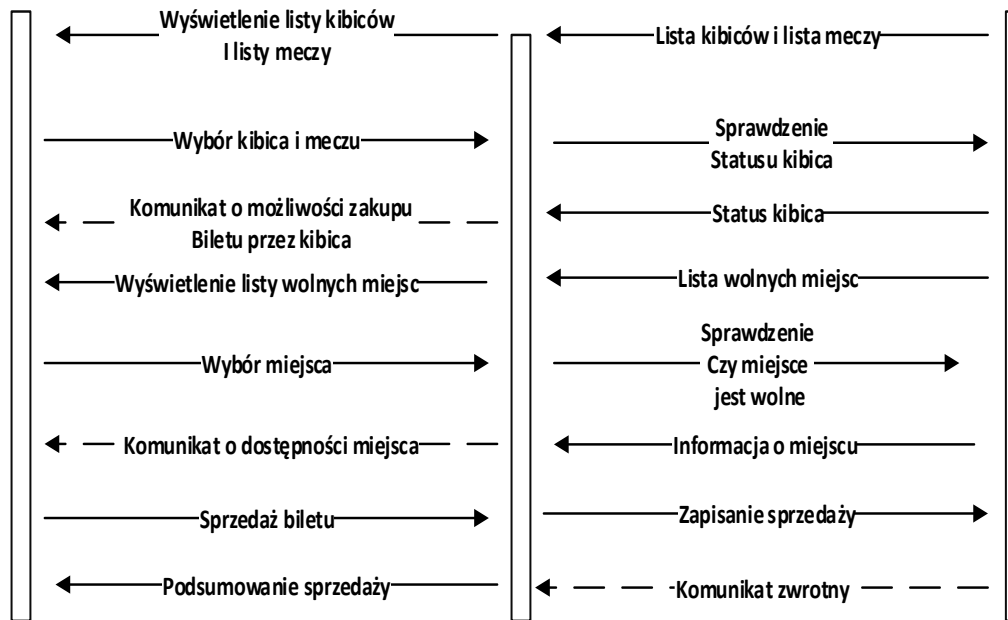 Wyświetlenie listy kibiców
I listy meczy
Lista kibiców i lista meczy
Wybór kibica i meczu
Sprawdzenie
Statusu kibica
Komunikat o możliwości zakupu
Biletu przez kibica
Status kibica
Wyświetlenie listy wolnych miejsc
Lista wolnych miejsc
Wybór miejsca
Sprawdzenie
Czy miejsce
jest wolne
Komunikat o dostępności miejsca
Informacja o miejscu
Sprzedaż biletu
Zapisanie sprzedaży
Podsumowanie sprzedaży
Komunikat zwrotny